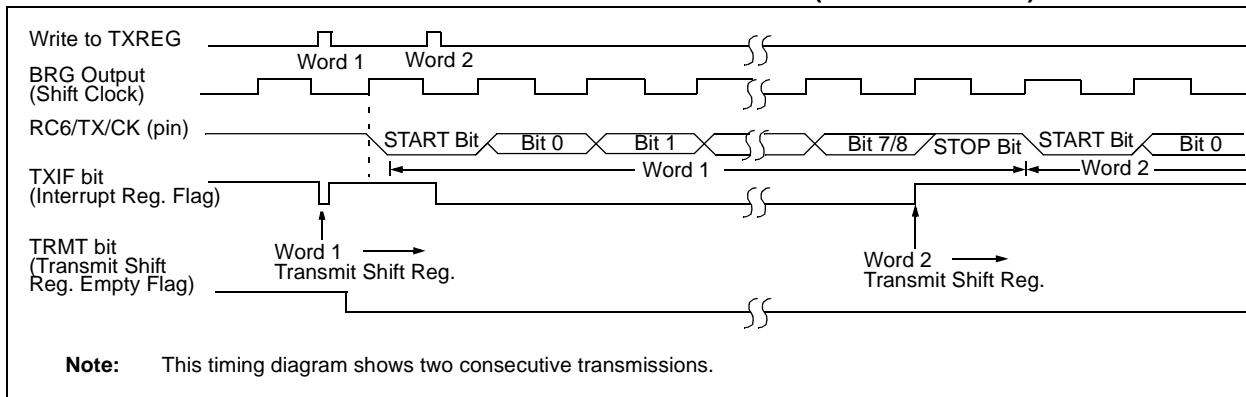 Write to TXREG
Word 1
Word 2
BRG Output
(Shift Clock)
RC6/TX/CK (pin)
START Bit
Bit 0
Bit 1
Bit 7/8
STOP Bit
START Bit
Bit 0
Word 1
Word 2
TXIF bit
(Interrupt Reg. Flag)
Word 1
Transmit Shift Reg.
Word 2
Transmit Shift Reg.
TRMT bit
(Transmit Shift
Reg. Empty Flag)
Note: This timing diagram shows two consecutive transmissions.